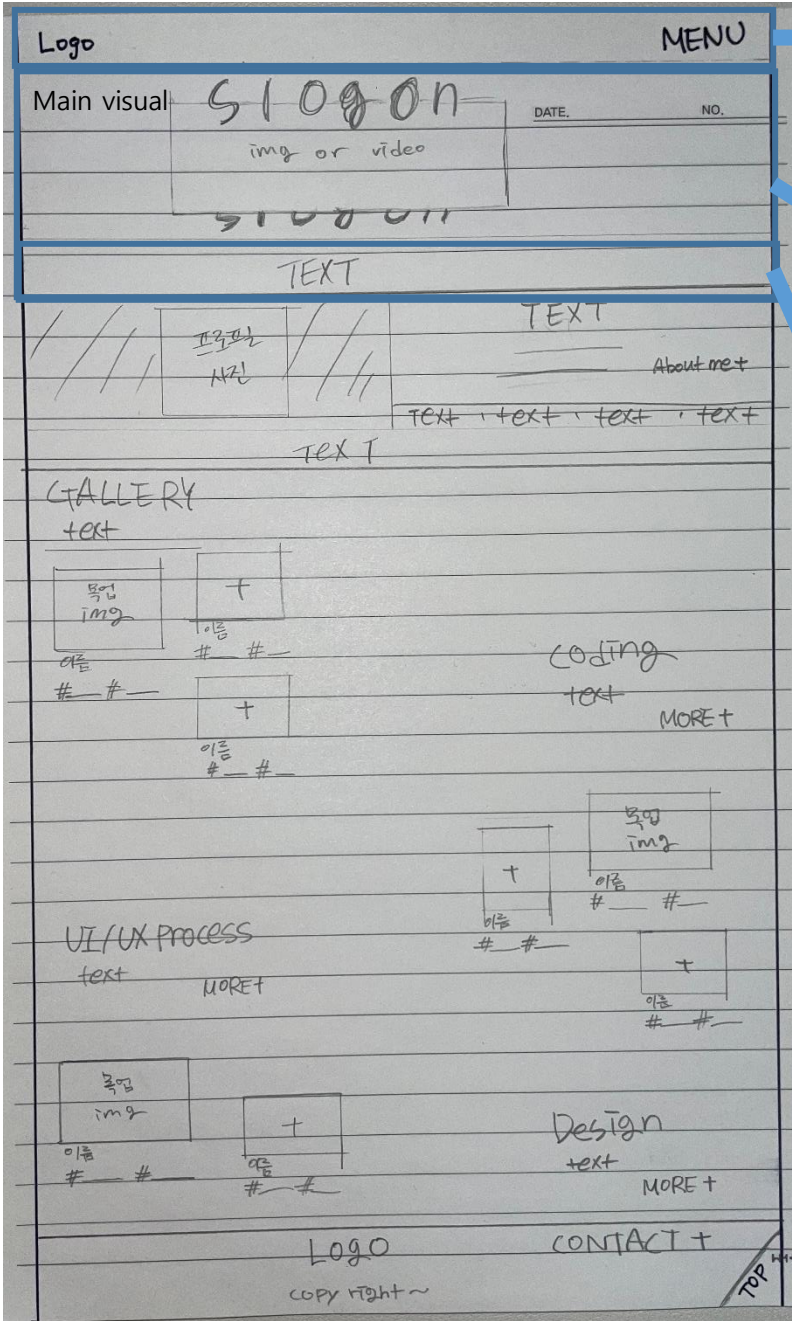 Logo MENU
Main visual
Slogan
DATE. NO.
img or video
TEXT
프로필
사진
TEXT
About me+
Text · text · text · text
TEXT
GALLERY
text
목업
img
+
이름
# #
이름
# #
+
이름
# #
coding
text
MORE+
목업
img
+
이름
# #
이름
# #
UI/UX process
text
MORE+
+
이름
# #
목업
img
+
이름
# #
이름
# #
Design
text
MORE+
LOGO
CONTACT +
copy right~
TOP